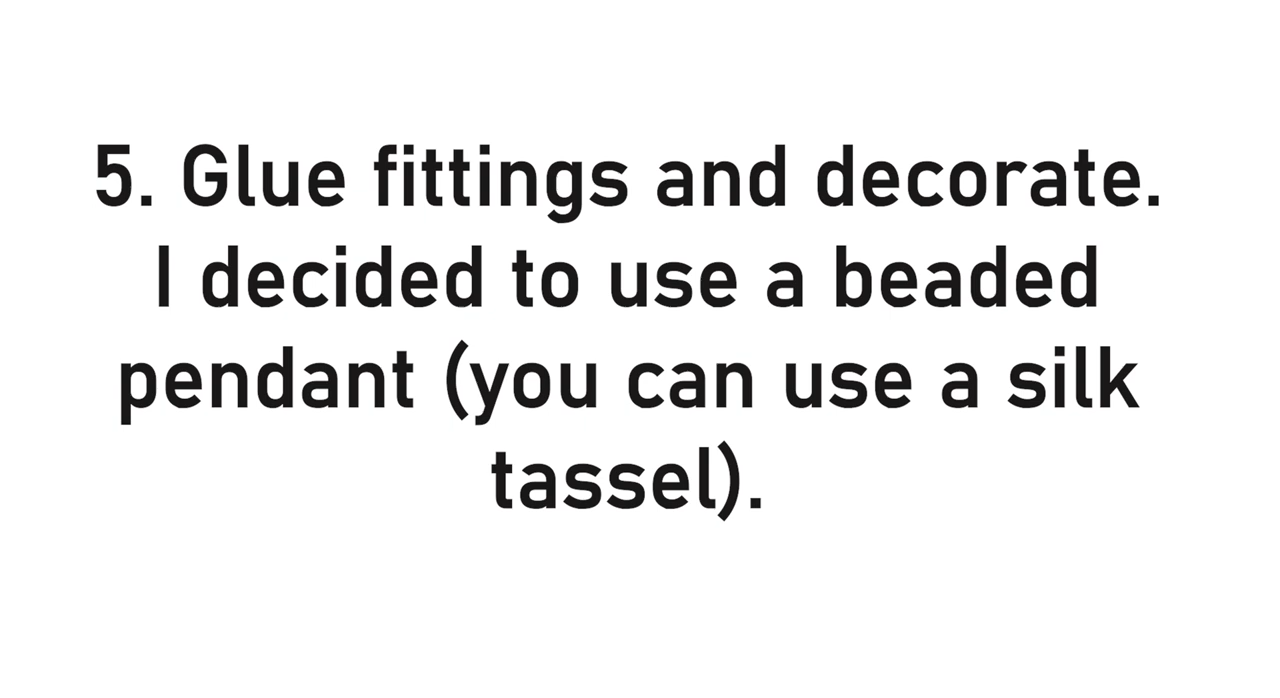 5. Glue fittings and decorate.
I decided to use a beaded
pendant (you can use a silk
tassel).